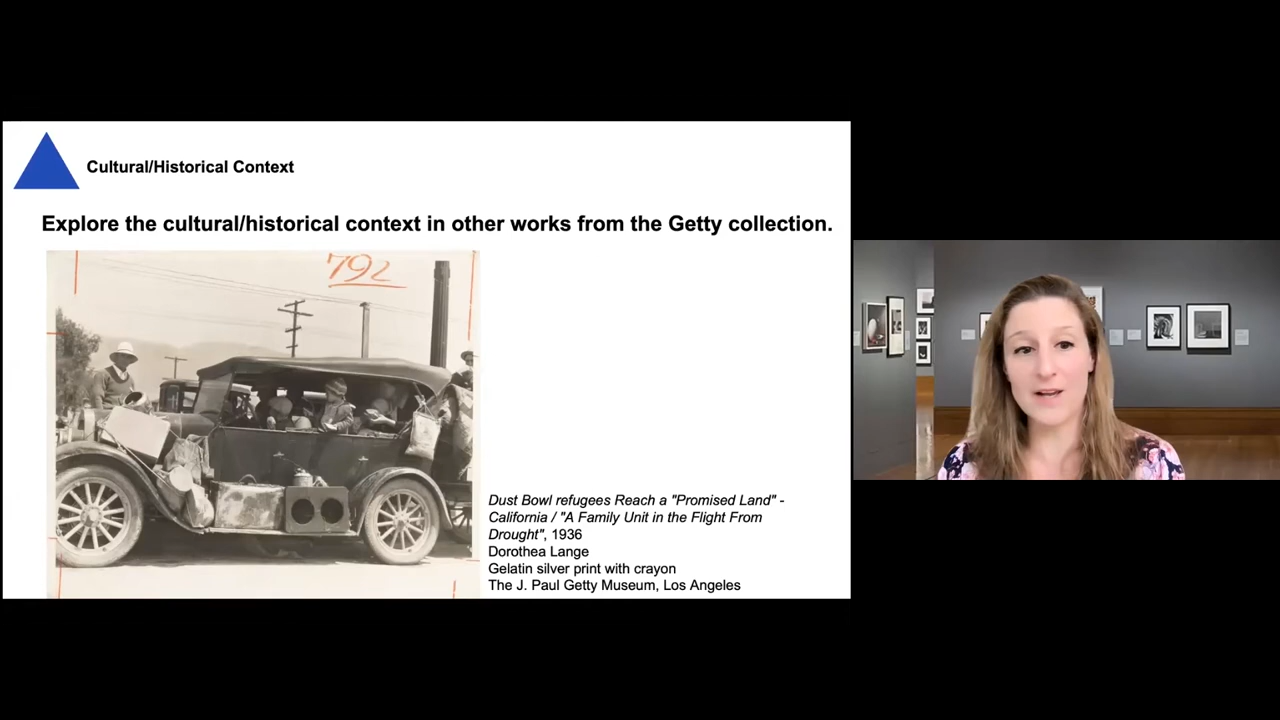 Cultural/Historical Context
Explore the cultural/historical context in other works from the Getty collection.
792
Dust Bowl refugees Reach a "Promised Land" -
California / "A Family Unit in the Flight From
Drought", 1936
Dorothea Lange
Gelatin silver print with crayon
The J. Paul Getty Museum, Los Angeles